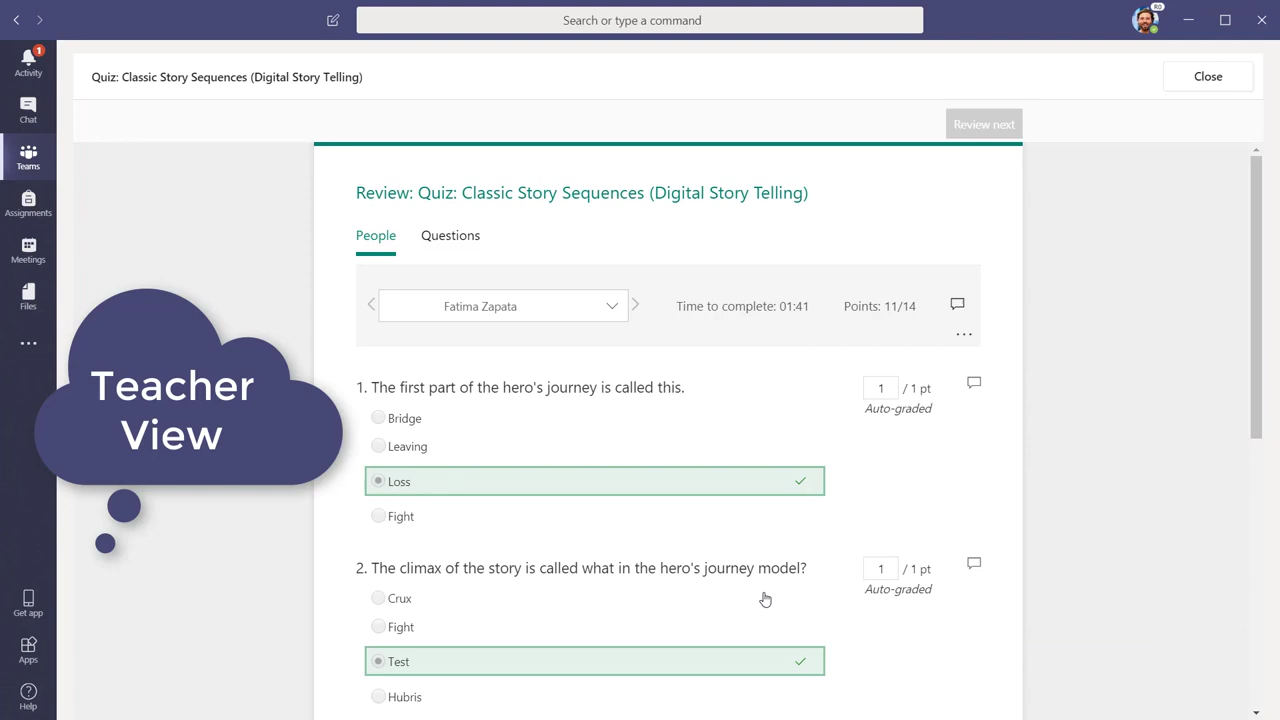 Search or type a command
RO
1
Activity
Chat
Teams
Assignments
Meetings
Files
Get app
Apps
Help
Quiz: Classic Story Sequences (Digital Story Telling)
Close
Review next
Review: Quiz: Classic Story Sequences (Digital Story Telling)
People Questions
Fatima Zapata Time to complete: 01:41 Points: 11/14
Teacher
View
1. The first part of the hero's journey is called this. 1 / 1 pt
Auto-graded
Bridge
Leaving
Loss
Fight
2. The climax of the story is called what in the hero's journey model? 1 / 1 pt
Auto-graded
Crux
Fight
Test
Hubris